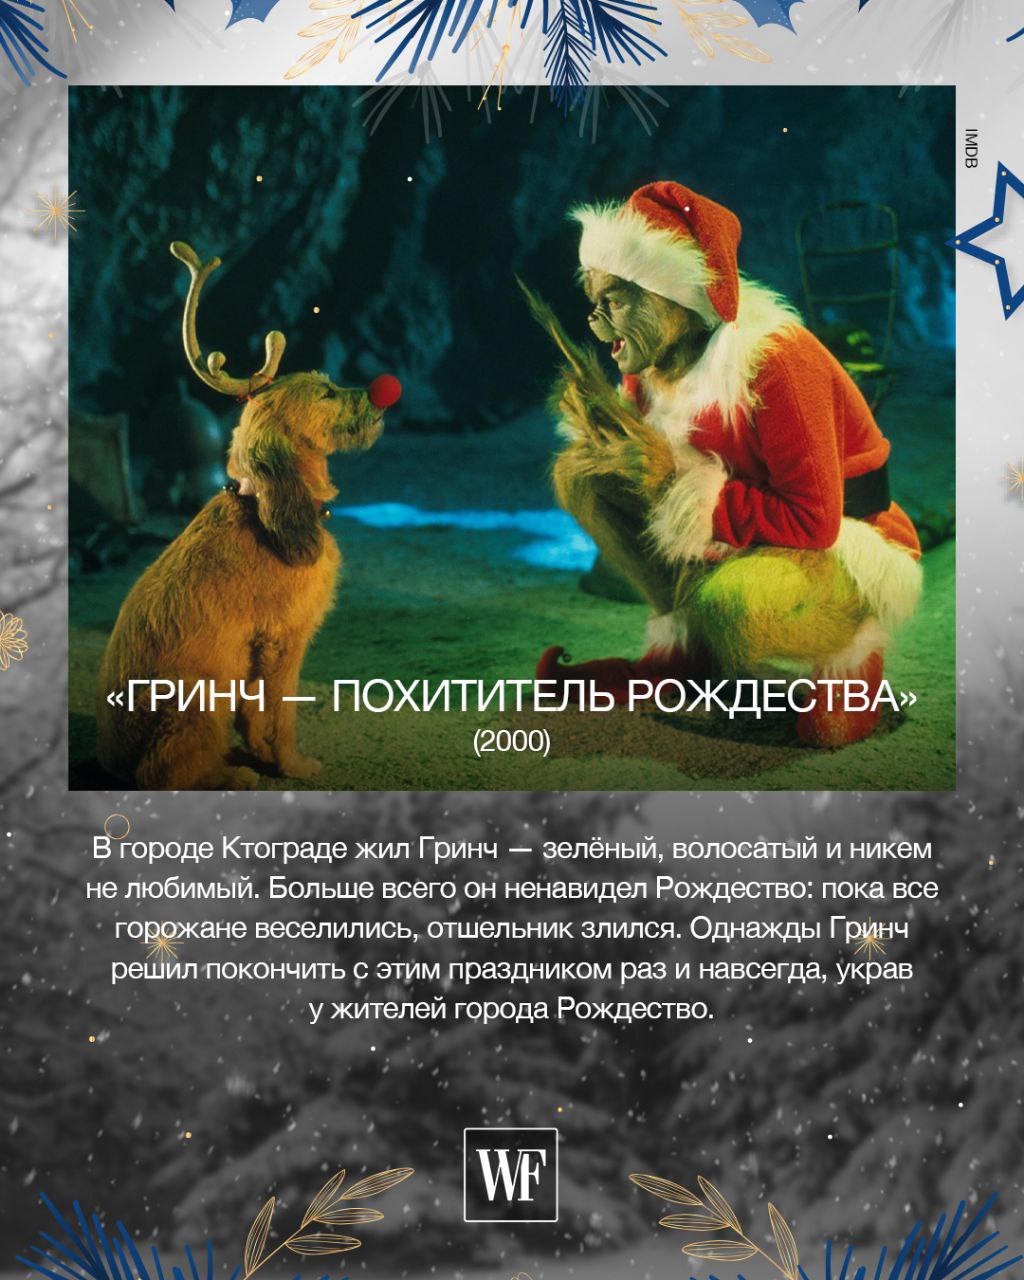 IMDB
«ГРИНЧ — ПОХИТИТЕЛЬ РОЖДЕСТВА»
(2000)
В городе Ктограде жил Гринч — зелёный, волосатый и никем
не любимый. Больше всего он ненавидел Рождество: пока все
горожане веселились, отшельник злился. Однажды Гринч
решил покончить с этим праздником раз и навсегда, украв
у жителей города Рождество.
WF